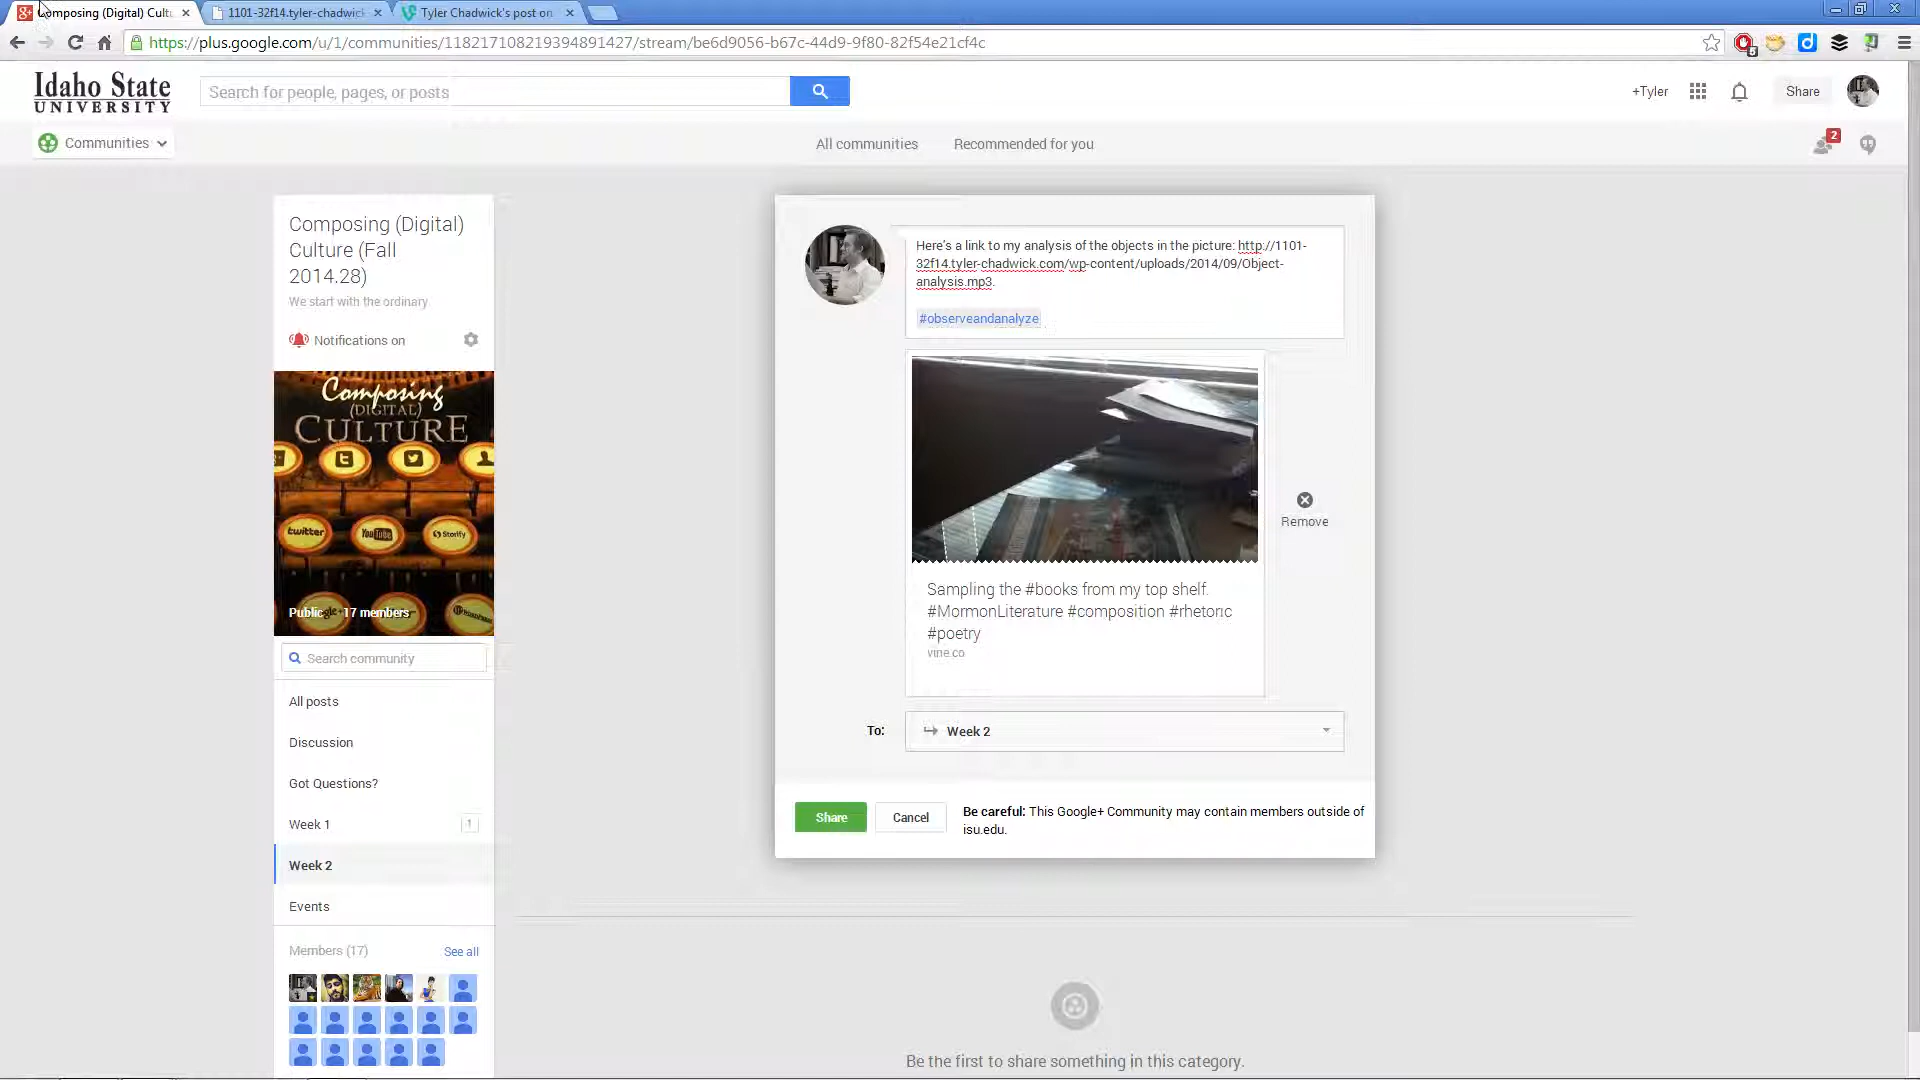 Composing (Digital) Cultu
1101-32f14.tyler-chadwick
Tyler Chadwick's post on
https://plus.google.com/u/1/communities/118217108219394891427/stream/be6d9056-b67c-44d9-9f80-82f54e21cf4c
Idaho State
UNIVERSITY
Search for people, pages, or posts
+Tyler
Share
Communities
All communities
Recommended for you
2
Composing (Digital)
Culture (Fall
2014.28)
We start with the ordinary
Notifications on
Composing
(DIGITAL)
CULTURE
twitter
YouTube
Storify
Public
17 members
Search community
All posts
Discussion
Got Questions?
Week 1
1
Week 2
Events
Members (17)
See all
Here's a link to my analysis of the objects in the picture: http://1101-
32f14.tyler-chadwick.com/wp-content/uploads/2014/09/Object-
analysis.mp3.
#observeandanalyze
Remove
Sampling the #books from my top shelf.
#MormonLiterature #composition #rhetoric
#poetry
vine.co
To:
Week 2
Share
Cancel
Be careful: This Google+ Community may contain members outside of
isu.edu.
Be the first to share something in this category.